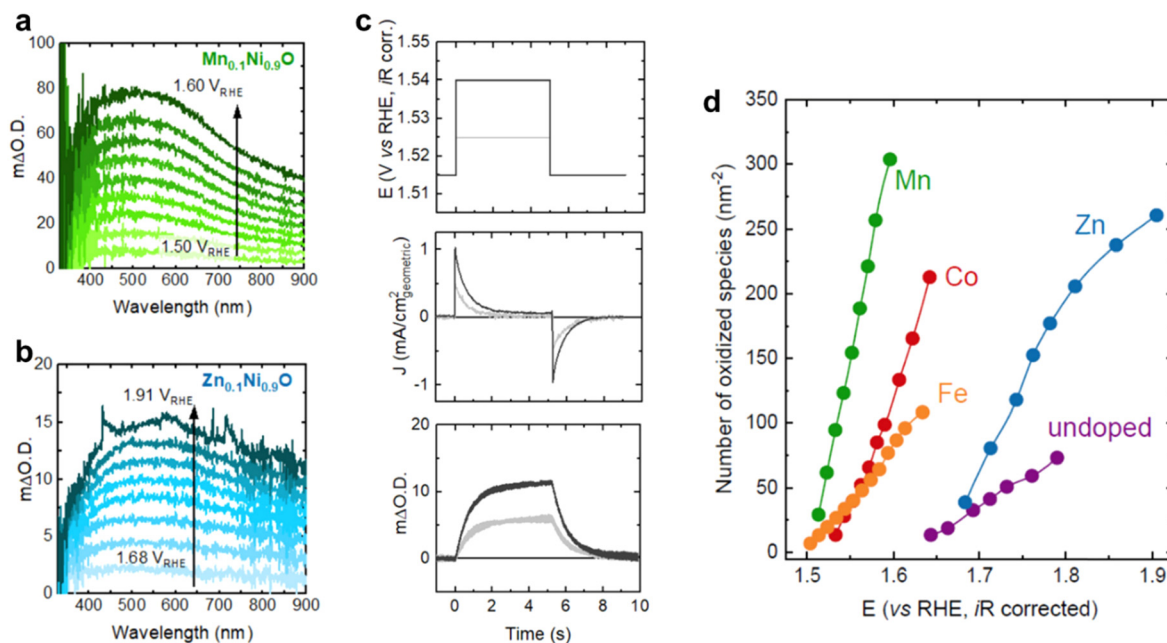 a
Mn0.1Ni0.9O
1.60 VRHE
1.50 VRHE
100
80
60
40
20
0
400 500 600 700 800 900
mΔO.D.
Wavelength (nm)
b
Zn0.1Ni0.9O
1.91 VRHE
1.68 VRHE
20
15
10
5
0
400 500 600 700 800 900
mΔO.D.
Wavelength (nm)
c
E (V vs RHE, iR corr.)
1.55
1.54
1.53
1.52
1.51
J (mA/cm2geometric)
1
0
-1
mΔO.D.
20
10
0
0 2 4 6 8 10
Time (s)
d
Number of oxidized species (nm-2)
350
300
250
200
150
100
50
0
Mn
Co
Fe
Zn
undoped
1.5 1.6 1.7 1.8 1.9
E (vs RHE, iR corrected)